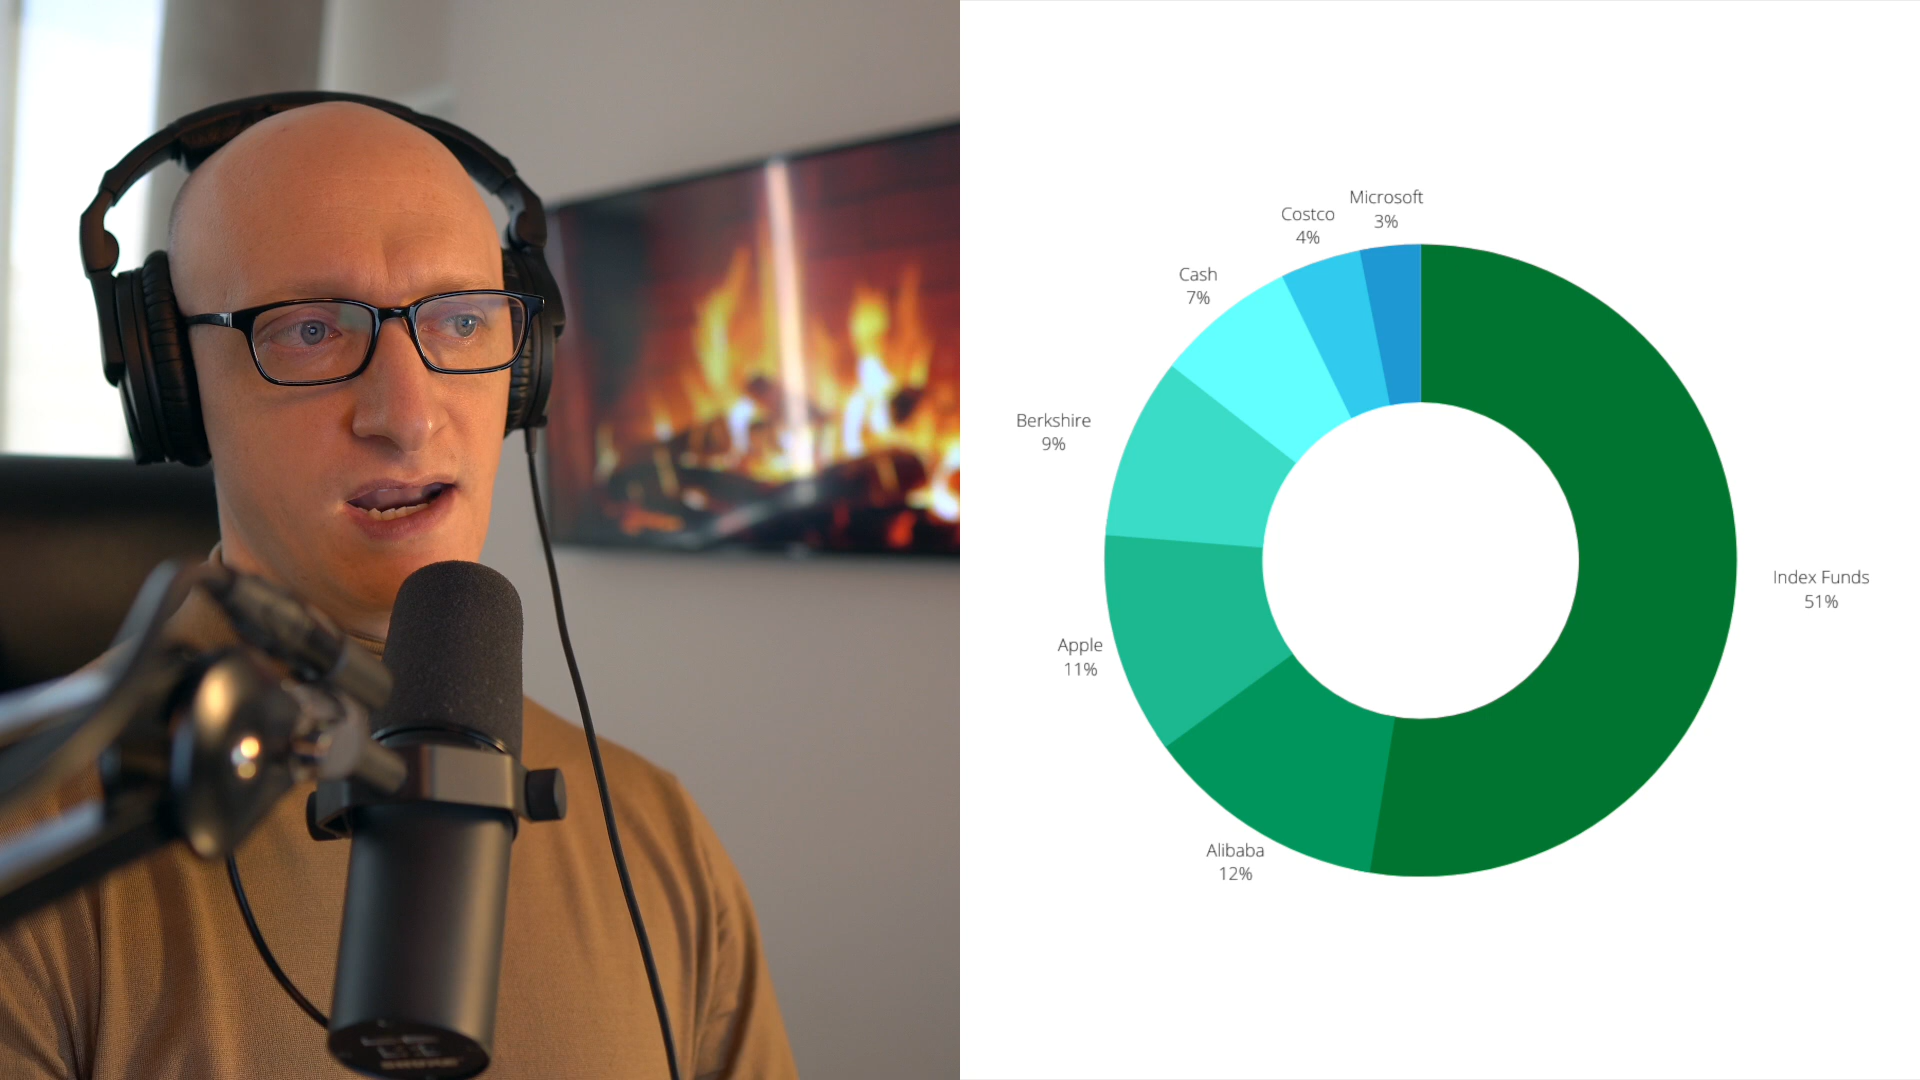 Microsoft
3%
Costco
4%
Cash
7%
Berkshire
9%
Index Funds
51%
Apple
11%
Alibaba
12%